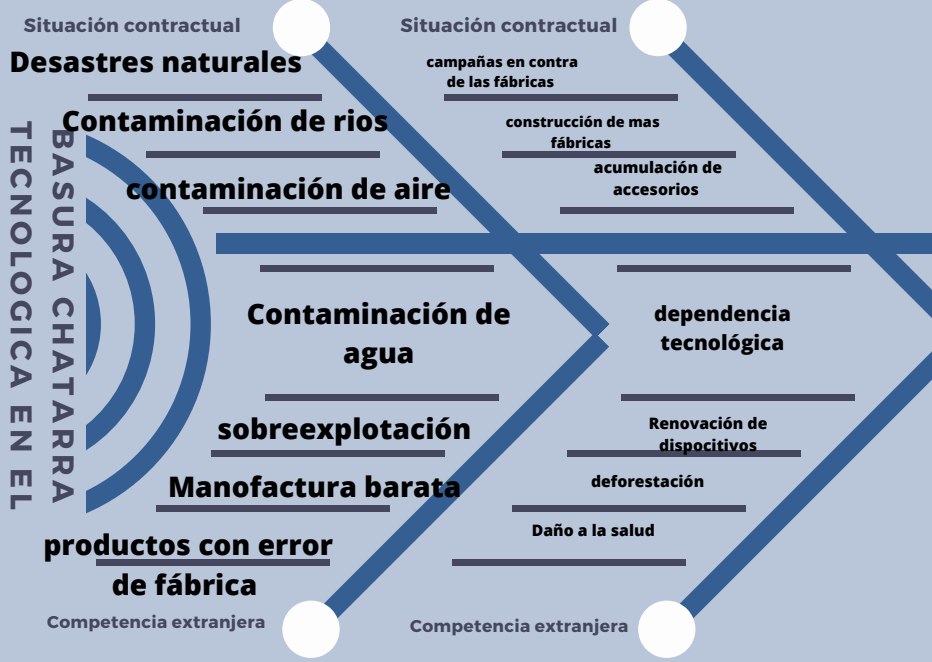 Situación contractual
Desastres naturales
Contaminación de rios
contaminación de aire
Situación contractual
campañas en contra
de las fábricas
construcción de mas
fábricas
acumulación de
accesorios
BASURA CHATARRA
TECNOLOGICA EN EL
Contaminación de
agua
sobreexplotación
Manofactura barata
productos con error
de fábrica
Competencia extranjera
dependencia
tecnológica
Renovación de
dispocitivos
deforestación
Daño a la salud
Competencia extranjera